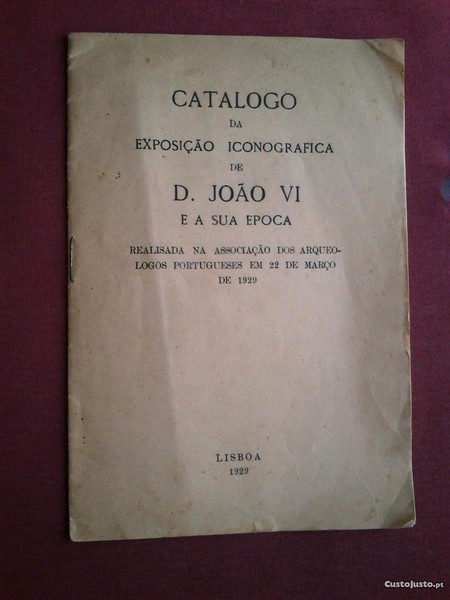 CATALOGO
DA
EXPOSIÇÃO ICONOGRAFICA
DE
D. JOÃO VI
E A SUA EPOCA
REALISADA NA ASSOCIAÇÃO DOS ARQUEO-
LOGOS PORTUGUESES EM 22 DE MARÇO
DE 1929
LISBOA
1929
CustoJusto.pt